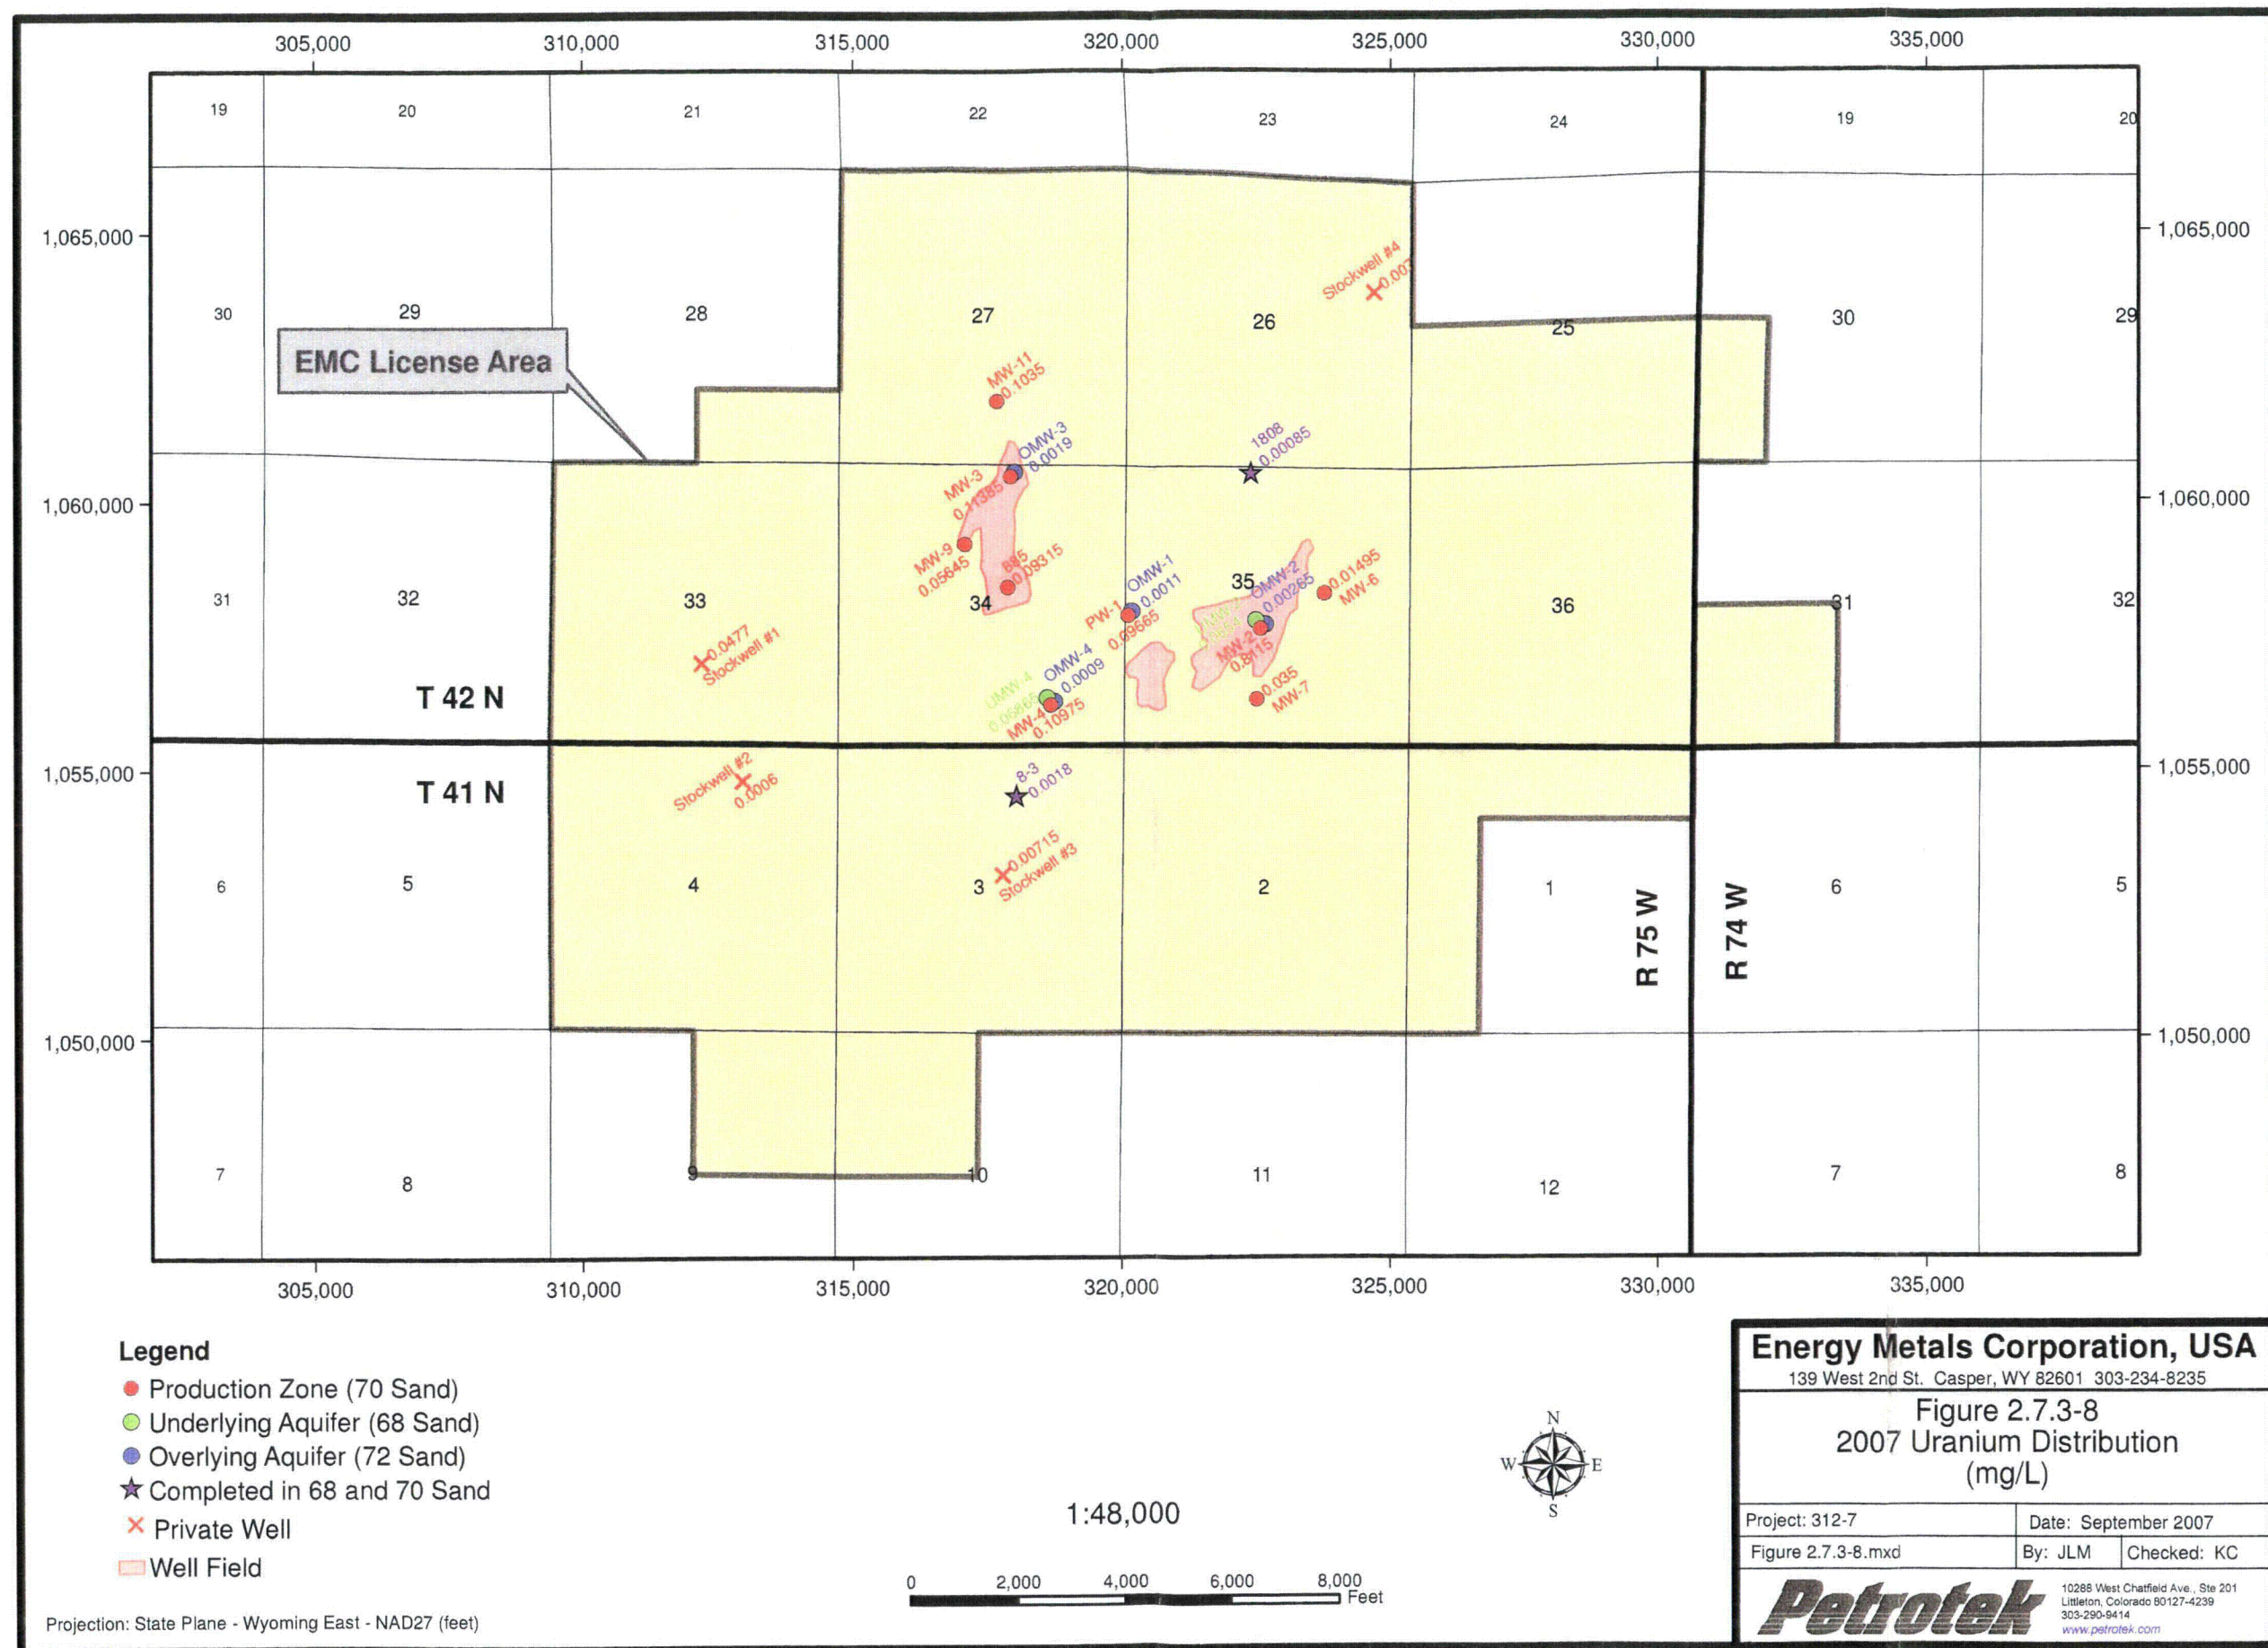 305,000 310,000 315,000 320,000 325,000 330,000 335,000
19 20 21 22 23 24 19 20
1,065,000 1,065,000
Stockwell #4
30 29 28 27 26 25 30 29
EMC License Area
MW-11
0.1035
OMW-3
0.0019
1808
0.00085
MW-3
0.11385
1,060,000 1,060,000
MW-9
0.05645
885
0.09315
OMW-1
0.0011
PW-1
0.09665
OMW-2
0.00265
0.01495
MW-6
31 32 33 34 35 36 31 32
MW-2
0.8115
0.0477
Stockwell #1
UMW-4
OMW-4
0.0009
MW-4
0.10975
0.035
MW-7
T 42 N
1,055,000 1,055,000
T 41 N
Stockwell #2
0.0006
8-3
0.0018
0.00715
Stockwell #3
6 5 4 3 2 1 6 5
R 75 W
R 74 W
1,050,000 1,050,000
7 8 9 10 11 12 7 8
305,000 310,000 315,000 320,000 325,000 330,000 335,000
Legend
Production Zone (70 Sand)
Underlying Aquifer (68 Sand)
Overlying Aquifer (72 Sand)
Completed in 68 and 70 Sand
Private Well
Well Field
Projection: State Plane - Wyoming East - NAD27 (feet)
1:48,000
0 2,000 4,000 6,000 8,000
Feet
N
W E
S
Energy Metals Corporation, USA
139 West 2nd St. Casper, WY 82601 303-234-8235
Figure 2.7.3-8
2007 Uranium Distribution
(mg/L)
Project: 312-7 Date: September 2007
Figure 2.7.3-8.mxd By: JLM Checked: KC
Petrotek
10288 West Chatfield Ave., Ste 201
Littleton, Colorado 80127-4239
303-290-9414
www.petrotek.com